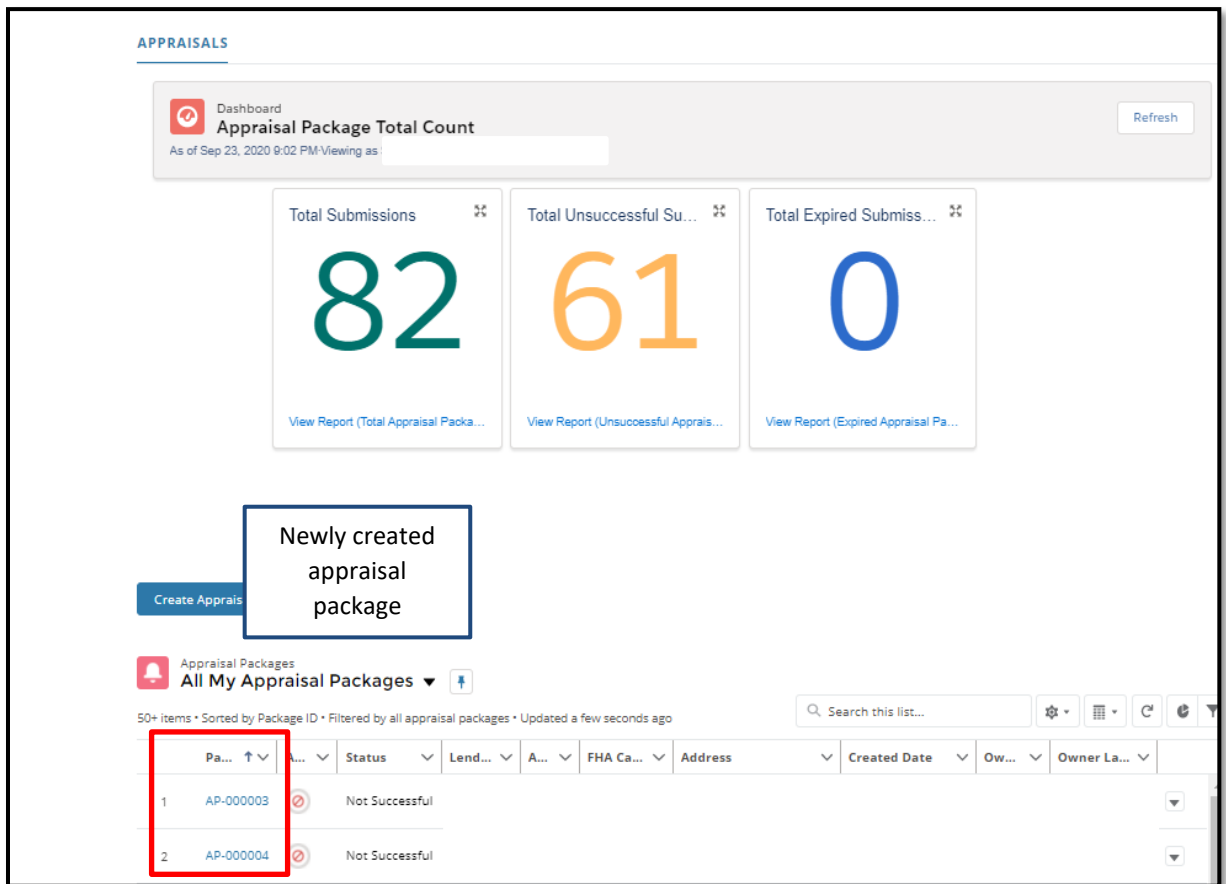 APPRAISALS
Dashboard
Appraisal Package Total Count
Refresh
As of Sep 23, 2020 9:02 PM·Viewing as
Total Submissions
Total Unsuccessful Su...
Total Expired Submiss...
82
61
0
View Report (Total Appraisal Packa...
View Report (Unsuccessful Apprais...
View Report (Expired Appraisal Pa...
Newly created
appraisal
package
Create Apprais
Appraisal Packages
All My Appraisal Packages
50+ items • Sorted by Package ID • Filtered by all appraisal packages • Updated a few seconds ago
Search this list...
Pa... A... Status Lend... A... FHA Ca... Address Created Date Ow... Owner La...
1 AP-000003 Not Successful
2 AP-000004 Not Successful